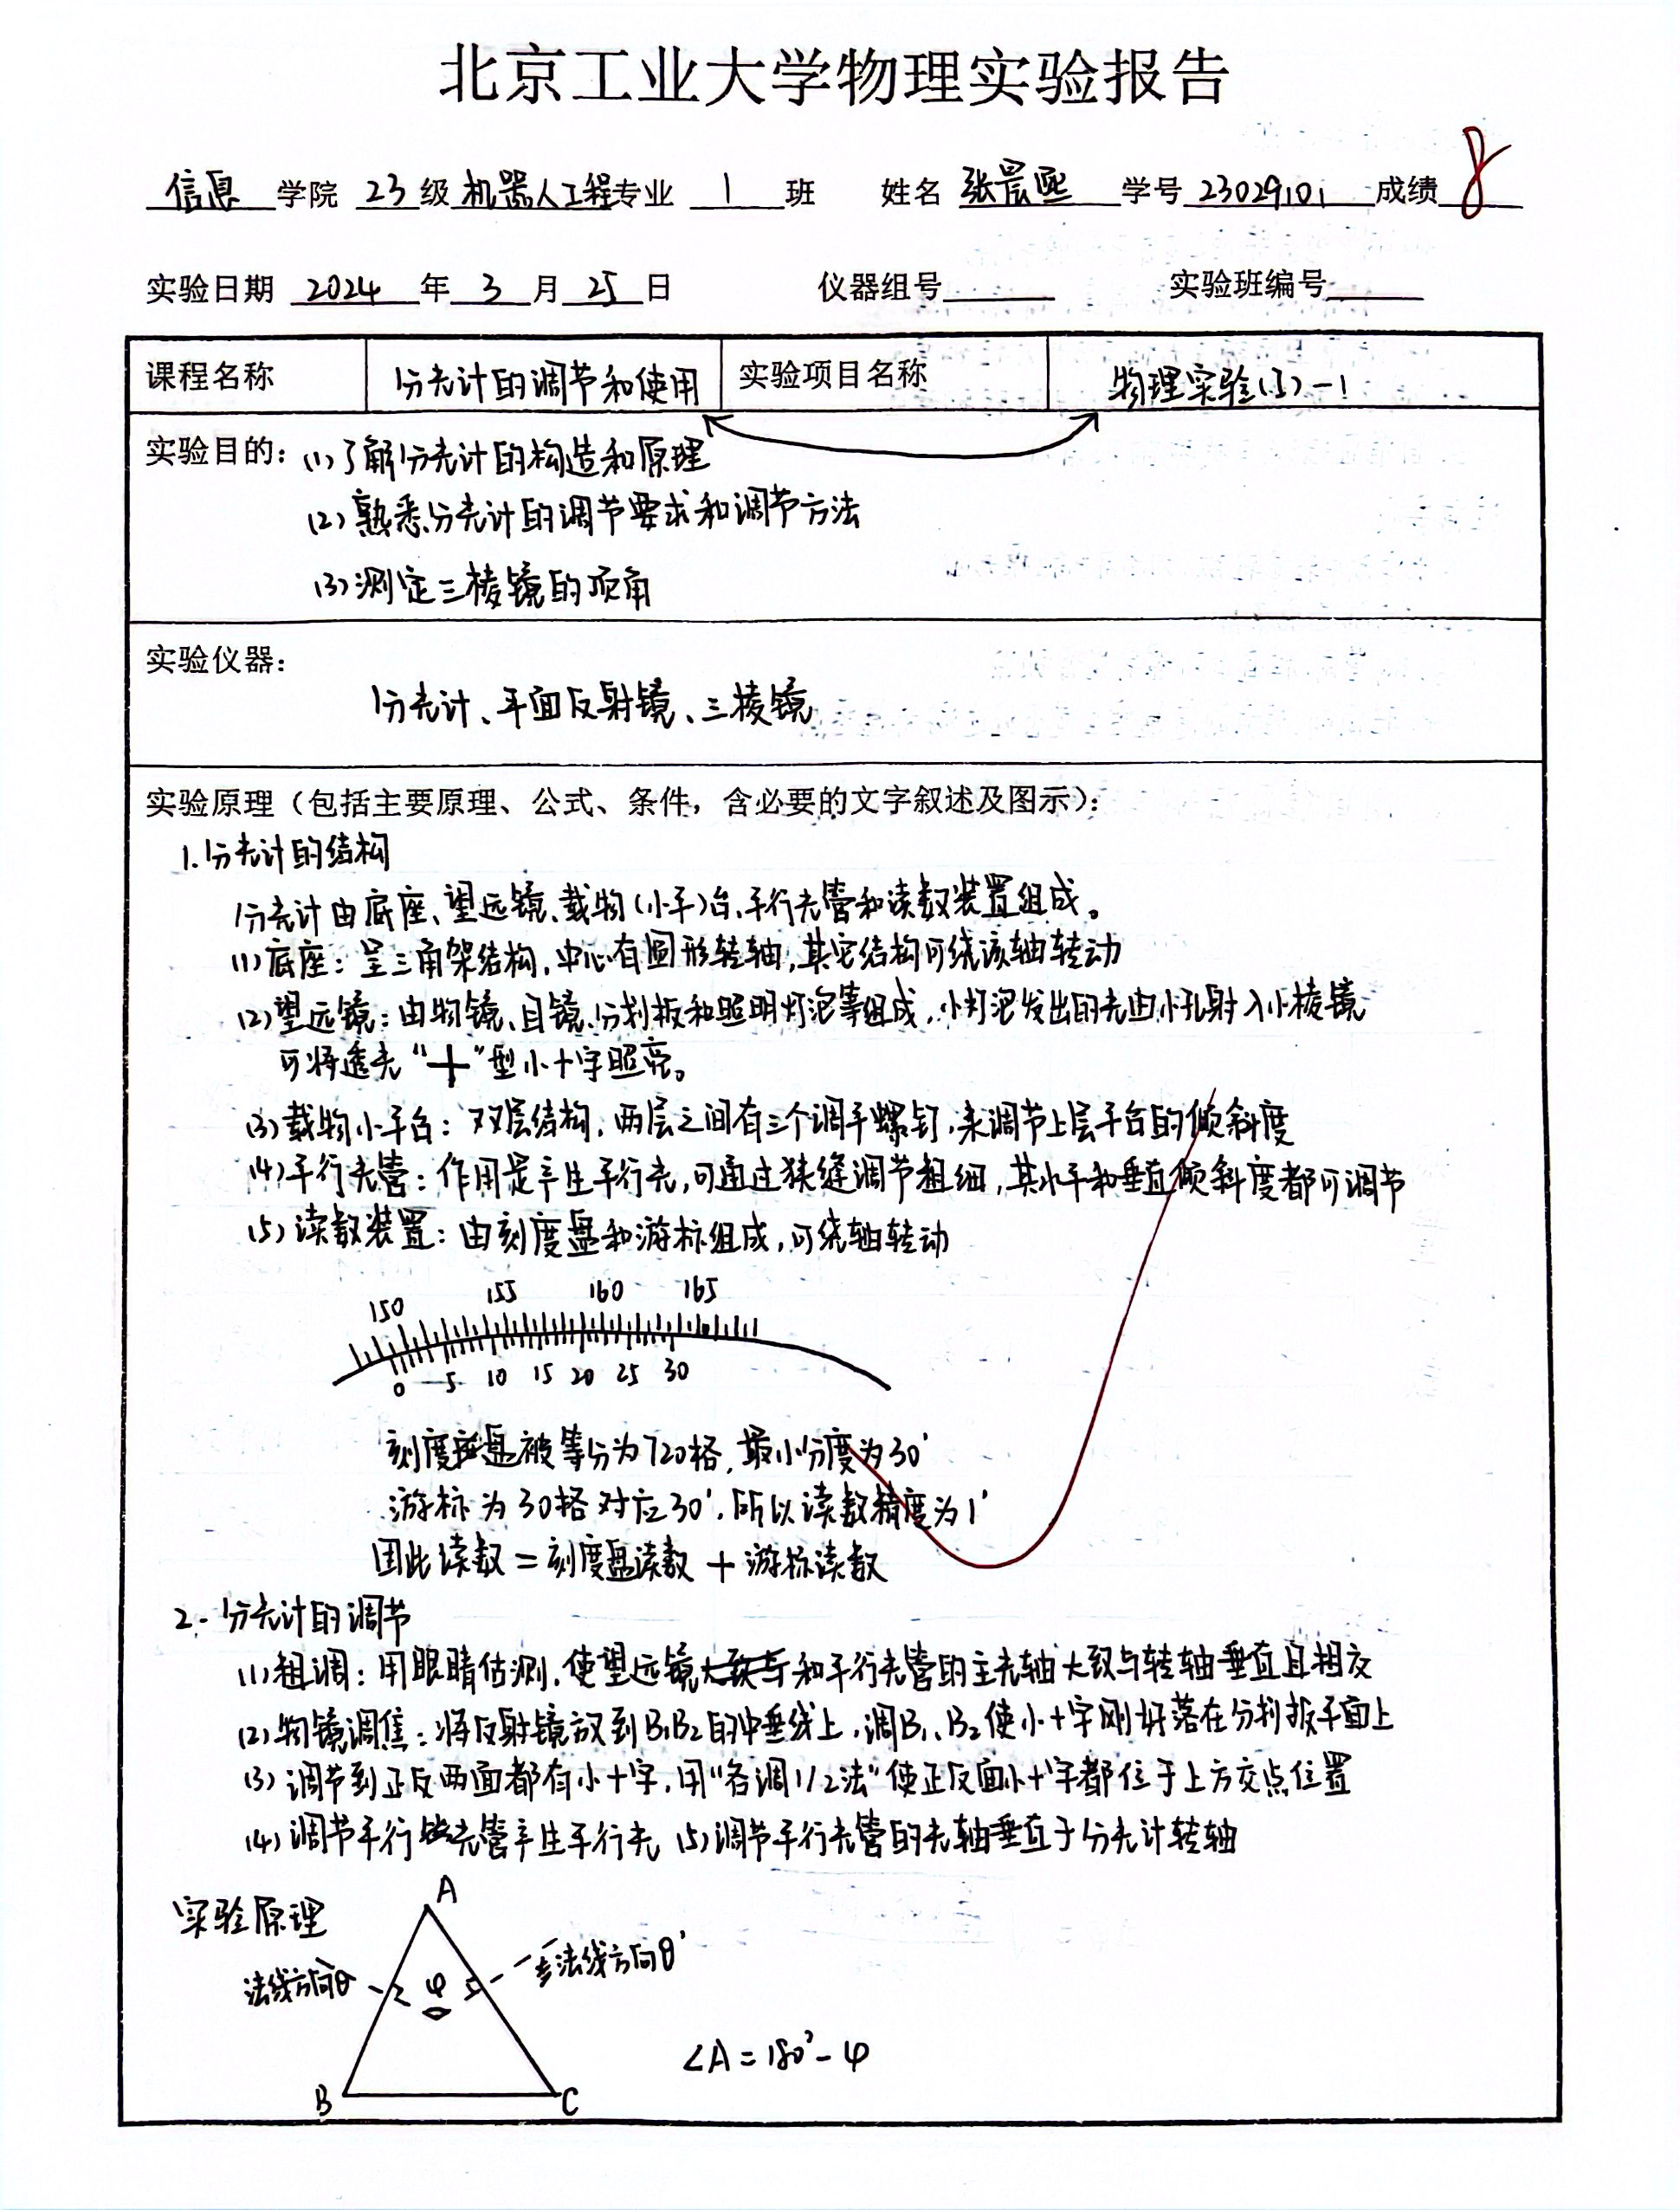 北京工业大学物理实验报告
信息学院 23级机器人工程专业 1班 姓名 张晨熙 学号 23029101 成绩 8
实验日期 2024年3月25日 仪器组号 实验班编号
课程名称 分光计的调节和使用 实验项目名称 物理实验(I)-1
实验目的：(1)了解分光计的构造和原理
(2)熟悉分光计的调节要求和调节方法
(3)测定三棱镜的顶角
实验仪器：
分光计、平面反射镜、三棱镜
实验原理（包括主要原理、公式、条件，含必要的文字叙述及图示）：
1.分光计的结构
分光计由底座、望远镜、载物(小平)台、平行光管和读数装置组成。
(1)底座：呈三角架结构，中心有圆形转轴，其它结构可绕该轴转动
(2)望远镜：由物镜、目镜、分划板和照明灯泡等组成，小灯泡发出的光由小孔射入小棱镜
可将透光“十”型小十字照亮。
(3)载物小平台：双层结构，两层之间有三个调平螺钉，来调节上层平台的倾斜度
(4)平行光管：作用是产生平行光，可通过狭缝调节粗细，其水平和垂直倾斜度都可调节
(5)读数装置：由刻度盘和游标组成，可绕轴转动
150 155 160 165
0 5 10 15 20 25 30
刻度盘被等分为720格，最小分度为30′
游标为30格对应30′，所以读数精度为1′
因此读数＝刻度盘读数＋游标读数
2.分光计的调节
(1)粗调：用眼睛估测，使望远镜和平行光管的主光轴大致与转轴垂直且相交
(2)物镜调焦：将反射镜放到B1B2的中垂线上，调B1、B2使小十字刚好落在分划板平面上
(3)调节到正反两面都有小十字，用“各调1/2法”使正反面小十字都位于上方交点位置
(4)调节平行光管产生平行光 (5)调节平行光管的光轴垂直于分光计转轴
实验原理
A
法线方向θ φ 法线方向θ′
∠A＝180°－φ
B C